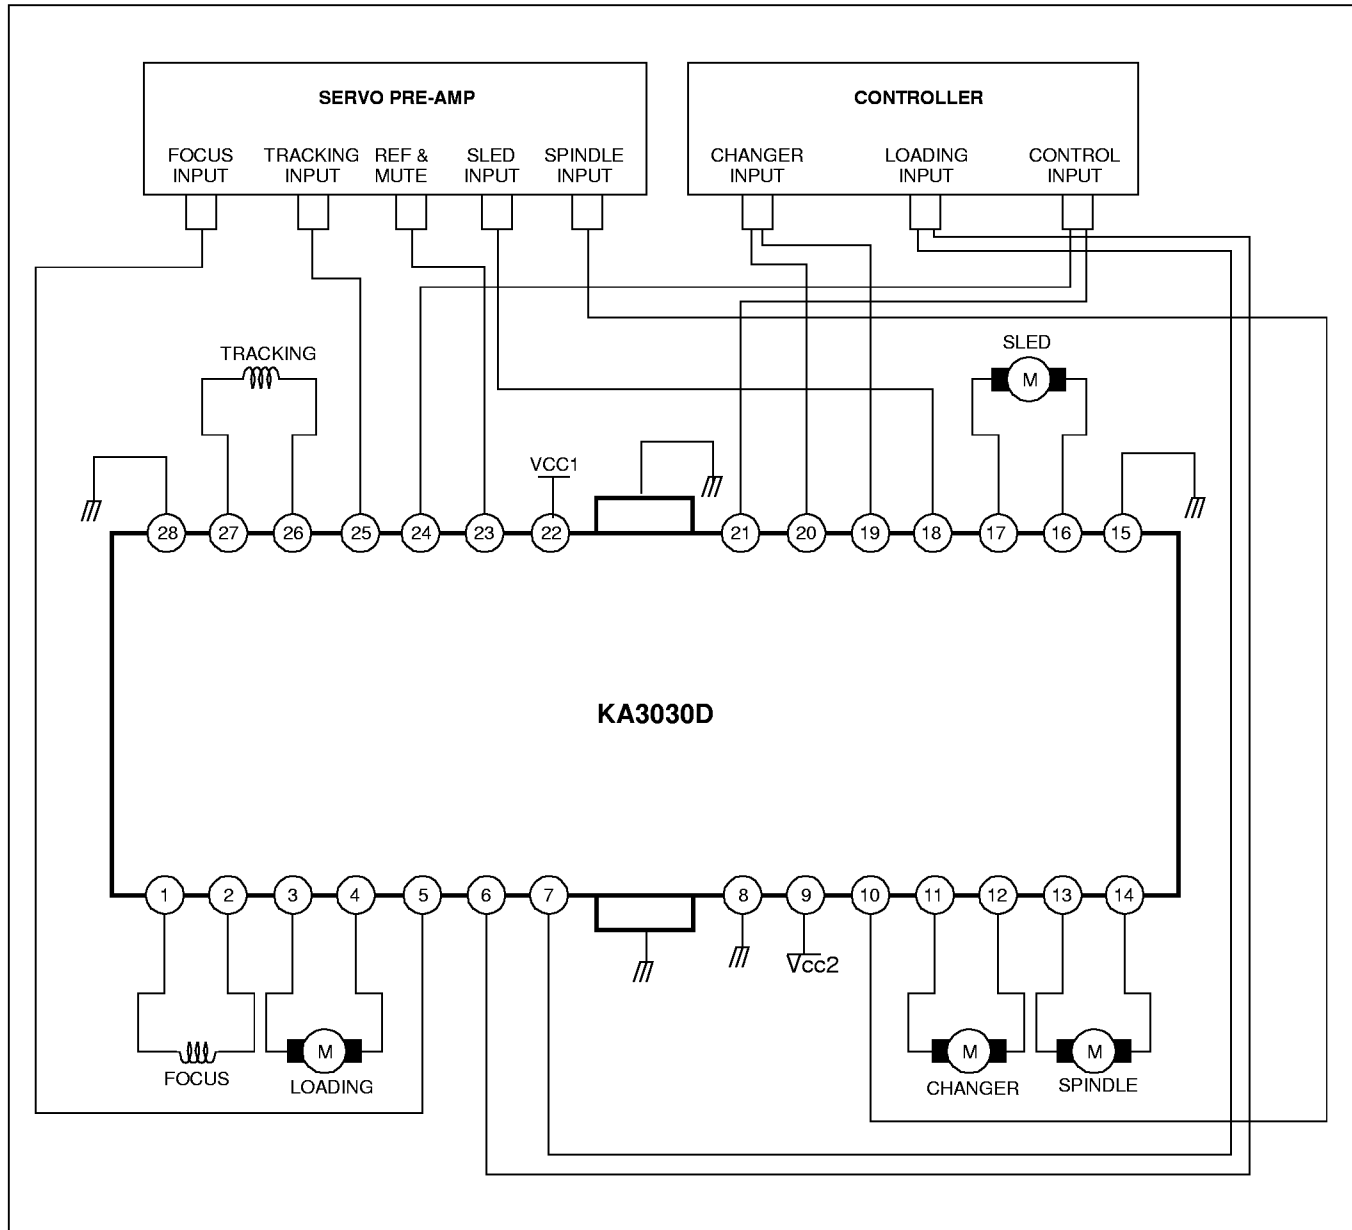 SERVO PRE-AMP
CONTROLLER
FOCUS INPUT
TRACKING INPUT
REF & MUTE
SLED INPUT
SPINDLE INPUT
CHANGER INPUT
LOADING INPUT
CONTROL INPUT
TRACKING
SLED
M
VCC1
28 27 26 25 24 23 22 21 20 19 18 17 16 15
KA3030D
1 2 3 4 5 6 7 8 9 10 11 12 13 14
Vcc2
M
M
M
FOCUS
LOADING
CHANGER
SPINDLE